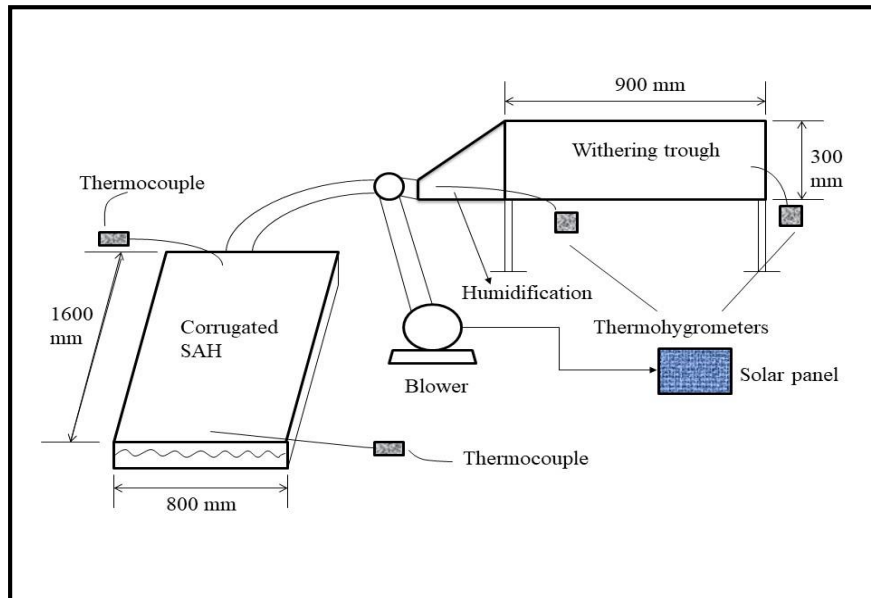 900 mm
Withering trough
300
mm
Thermocouple
Humidification
1600
mm
Corrugated
SAH
Thermohygrometers
Blower
Solar panel
Thermocouple
800 mm